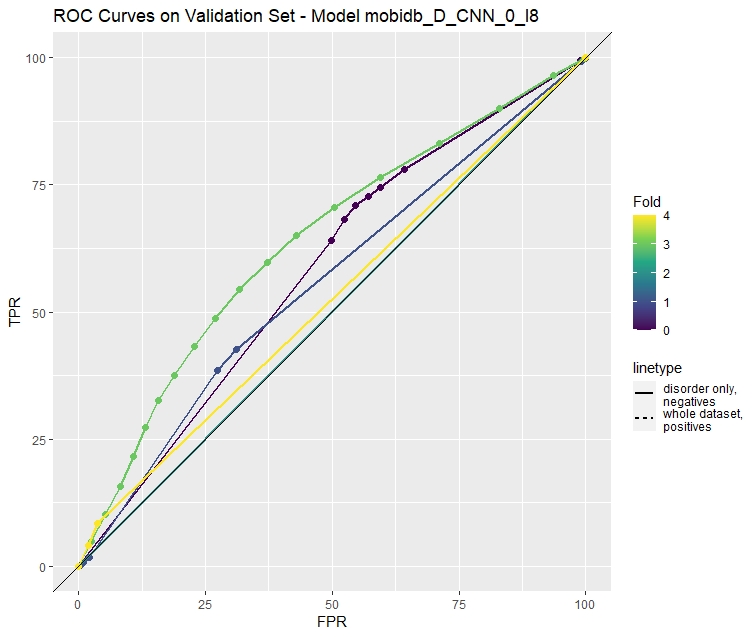 ROC Curves on Validation Set - Model mobidb_D_CNN_0_l8
100
75
50
25
0
TPR
0
25
50
75
100
FPR
Fold
4
3
2
1
0
linetype
disorder only,
negatives
whole dataset,
positives